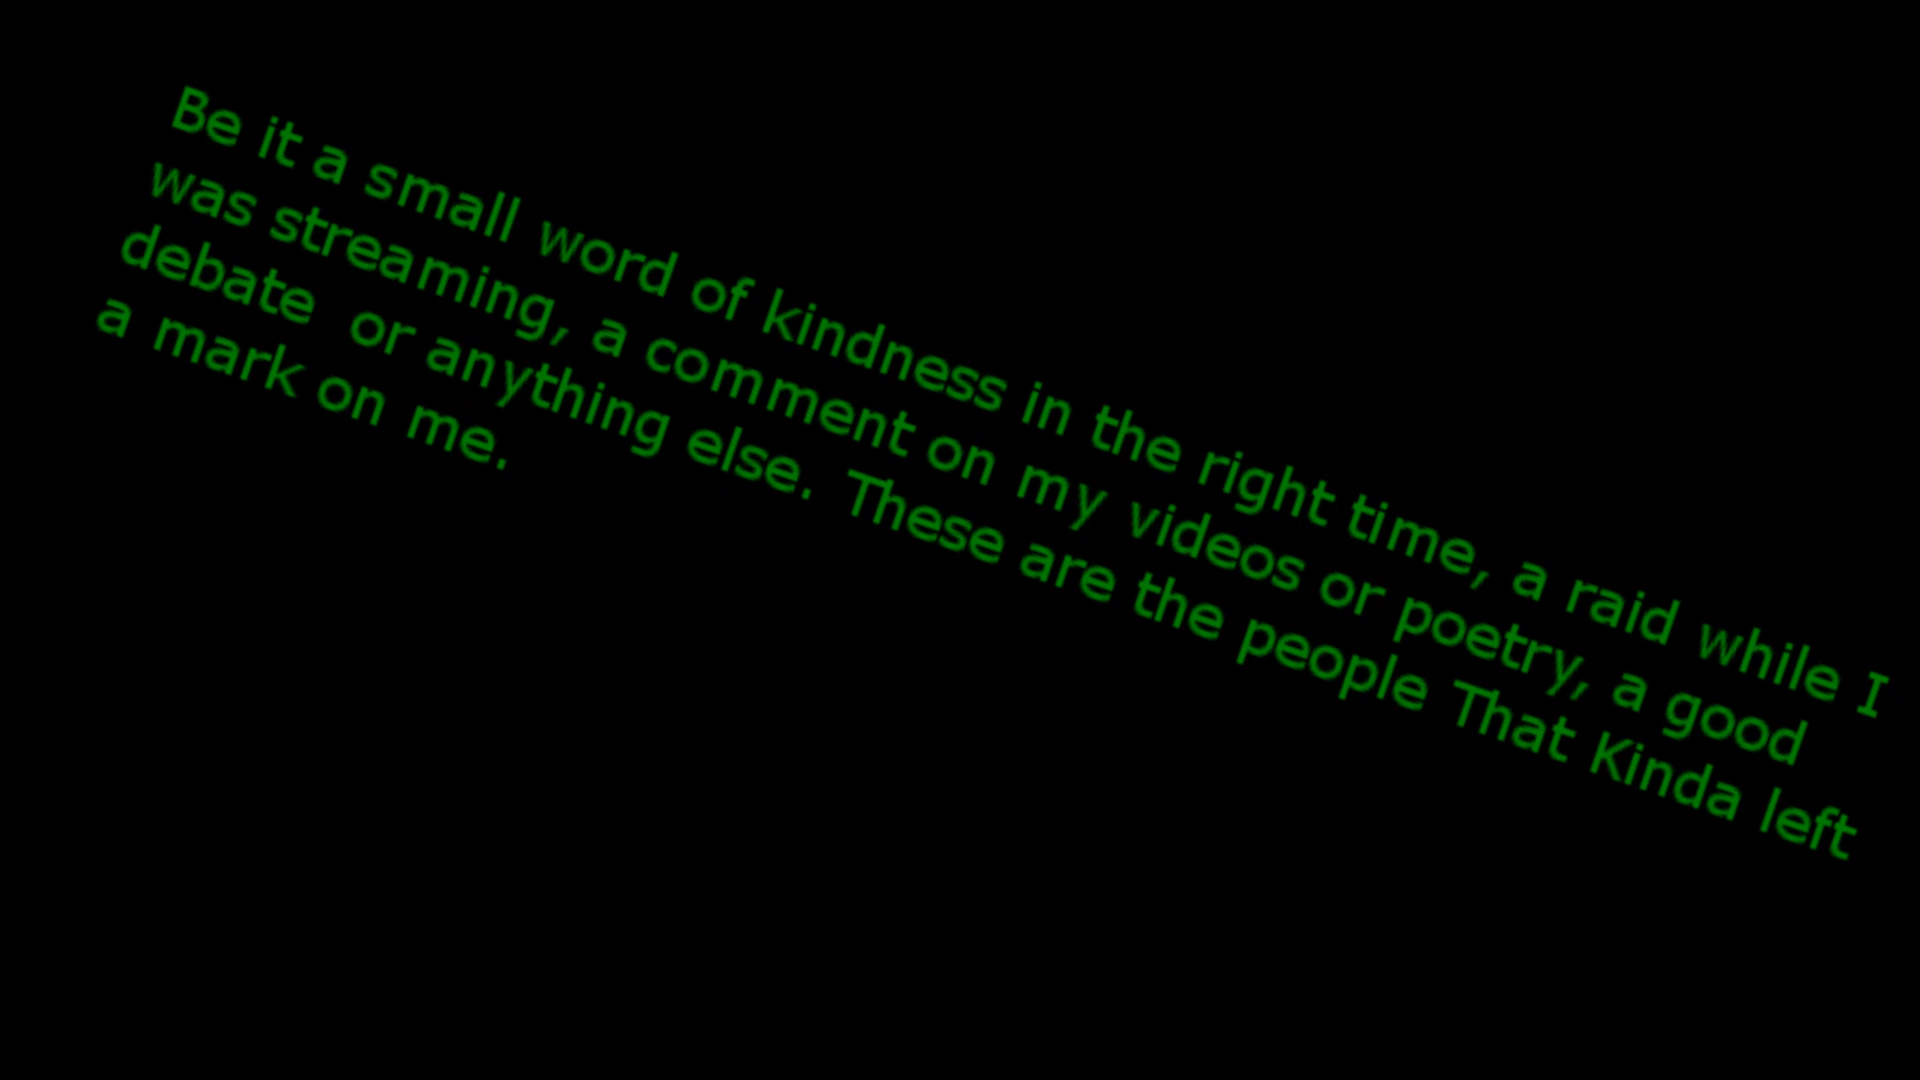 Be it a small word of kindness in the right time, a raid while I
was streaming, a comment on my videos or poetry, a good
debate  or anything else. These are the people That Kinda left
a mark on me.